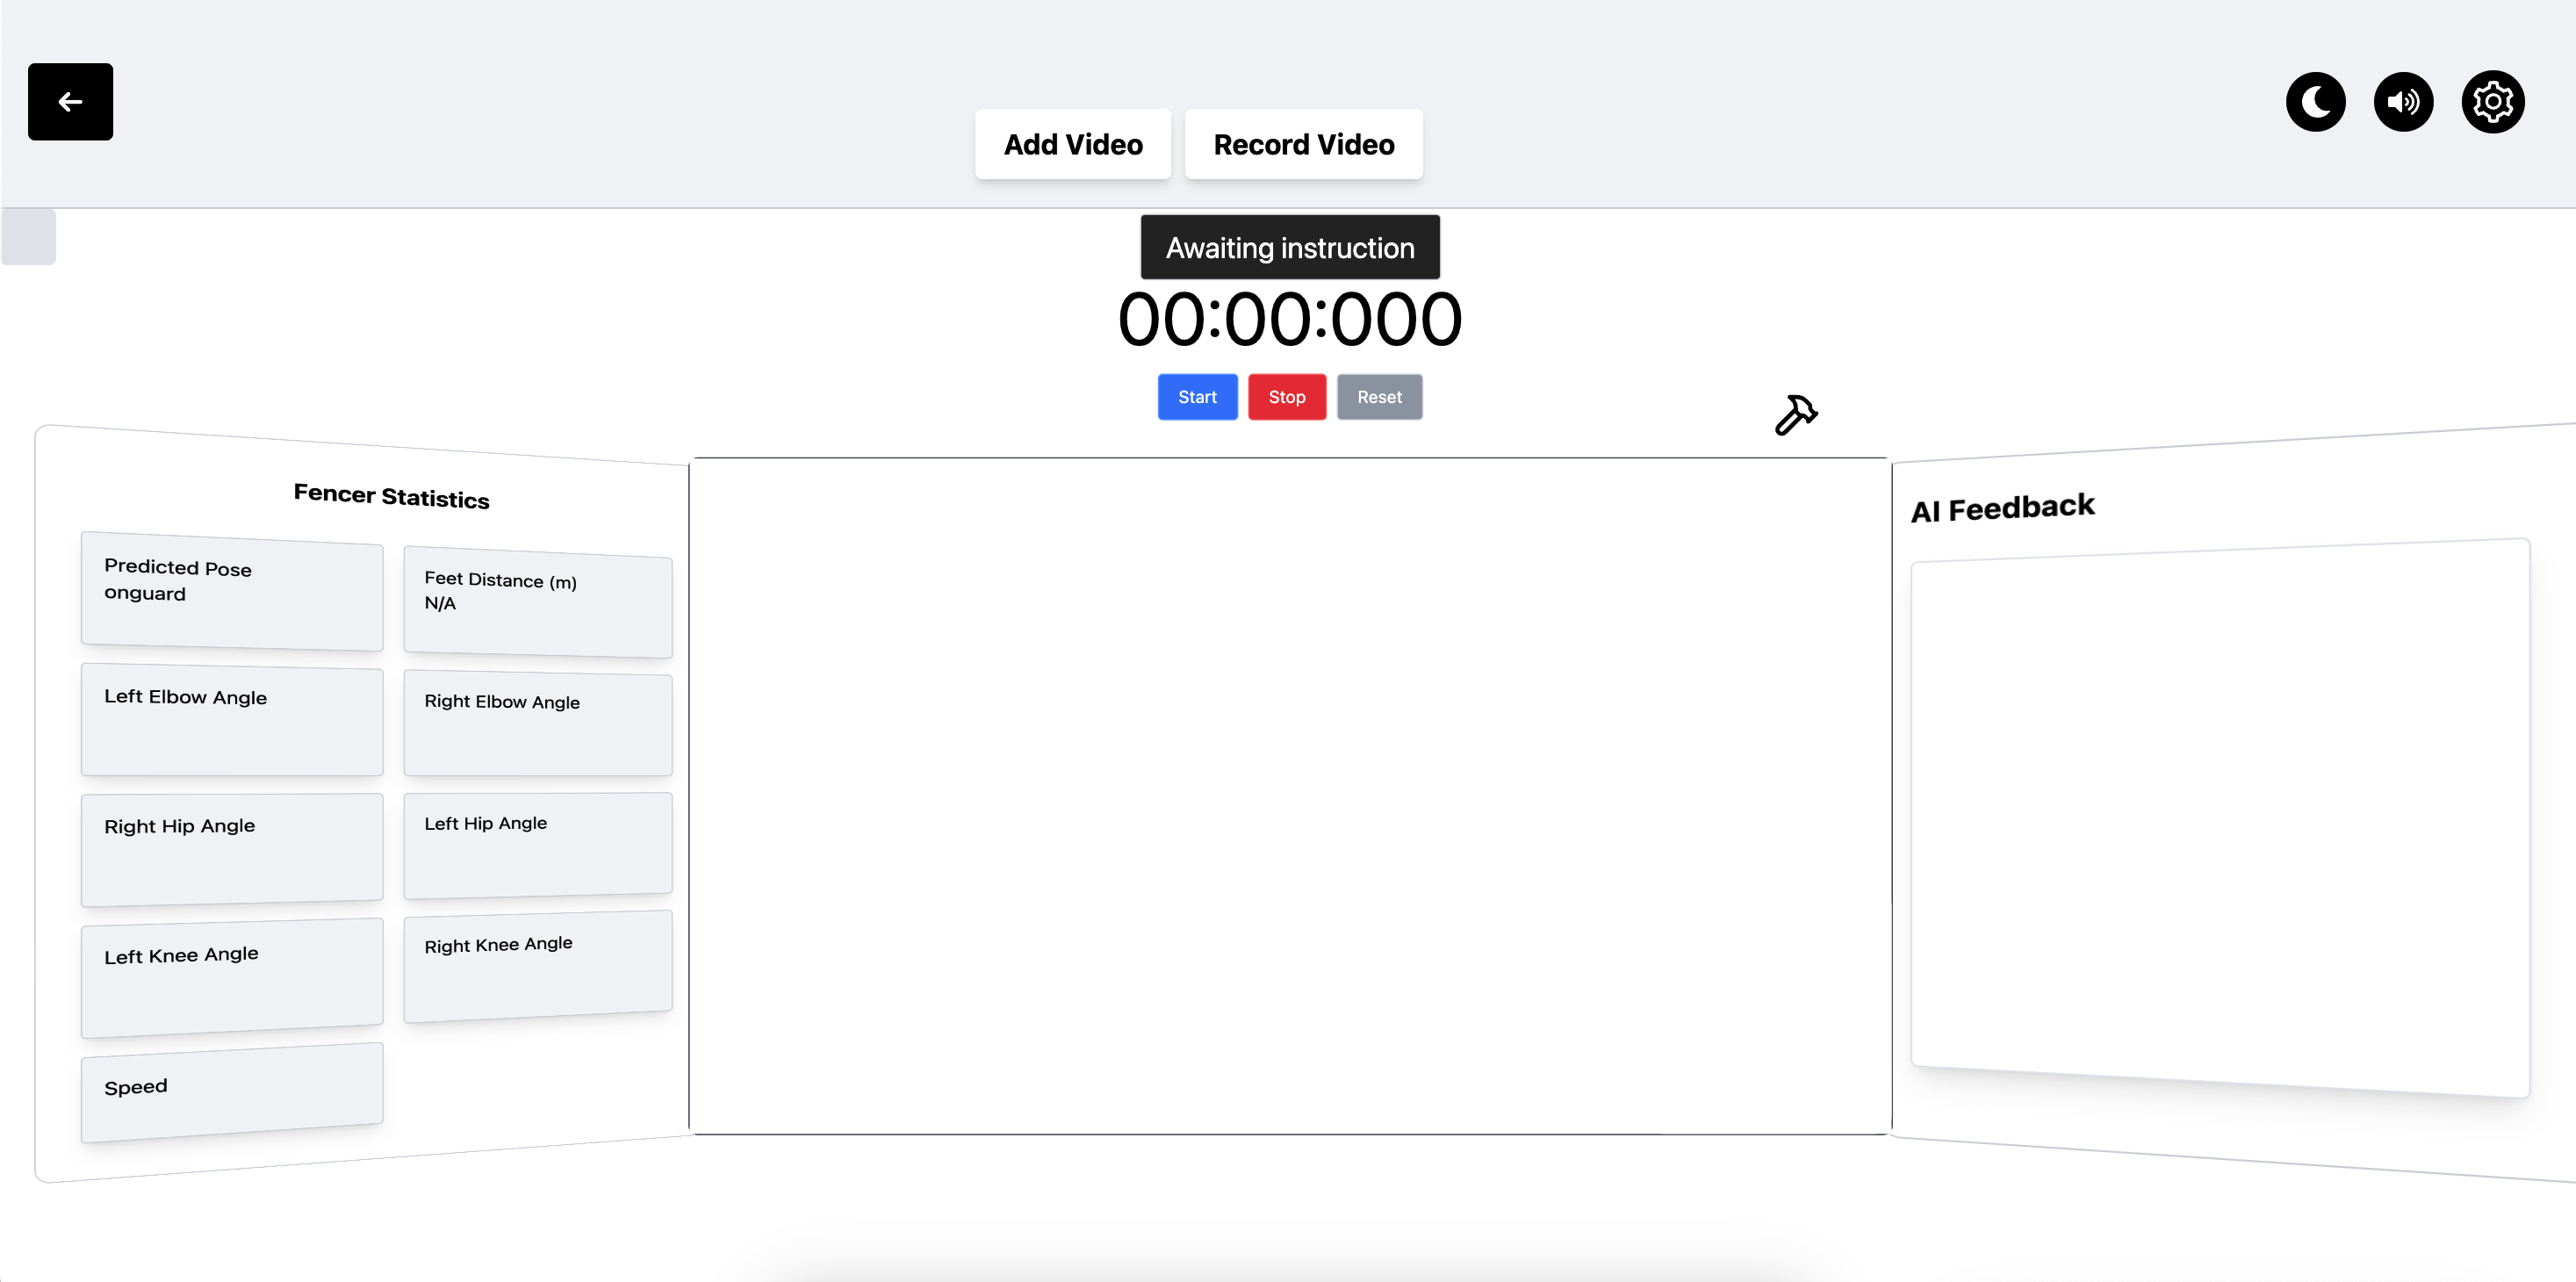 Add Video
Record Video
Awaiting instruction
00:00:000
Start
Stop
Reset
Fencer Statistics
Predicted Pose
onguard
Feet Distance (m)
N/A
Left Elbow Angle
Right Elbow Angle
Right Hip Angle
Left Hip Angle
Left Knee Angle
Right Knee Angle
Speed
AI Feedback